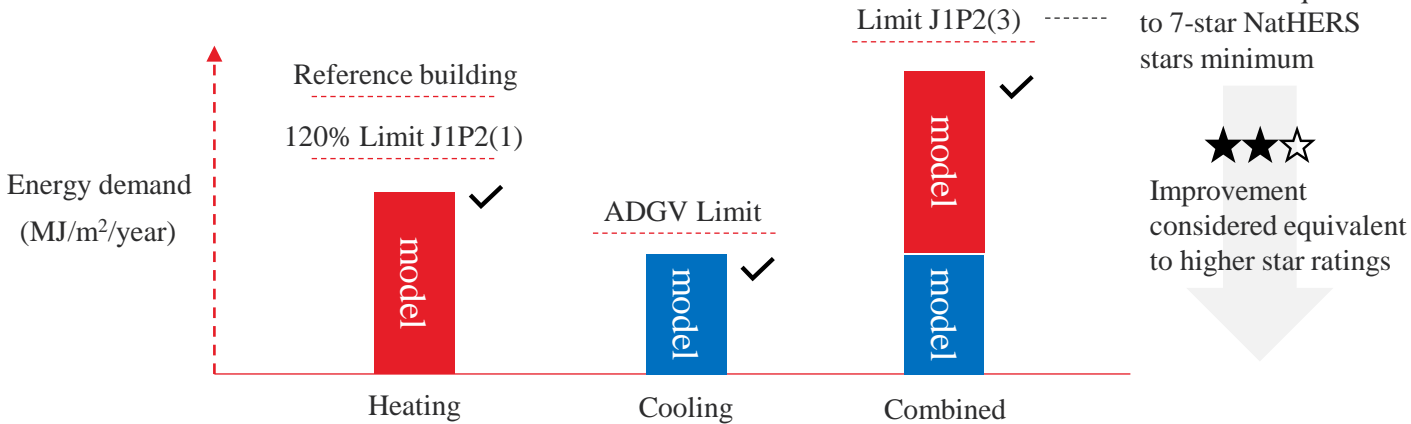 Limit J1P2(3)
to 7-star NatHERS
stars minimum
Reference building
120% Limit J1P2(1)
Energy demand
(MJ/m²/year)
ADGV Limit
Improvement
considered equivalent
to higher star ratings
model
model
model
model
Heating
Cooling
Combined